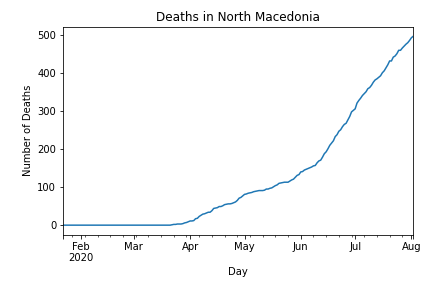 Deaths in North Macedonia
Number of Deaths
500
400
300
200
100
0
Feb Mar Apr May Jun Jul Aug
2020
Day